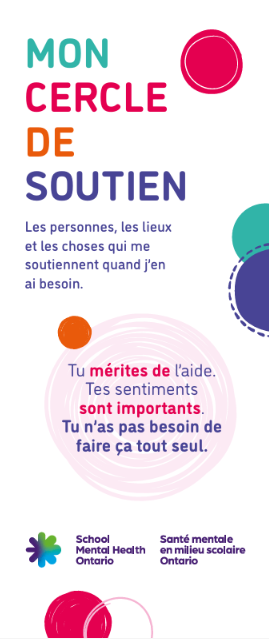 MON
CERCLE
DE
SOUTIEN
Les personnes, les lieux
et les choses qui me
soutiennent quand j'en
ai besoin.
Tu mérites de l'aide.
Tes sentiments
sont importants.
Tu n'as pas besoin de
faire ça tout seul.
School
Mental Health
Ontario
Santé mentale
en milieu scolaire
Ontario